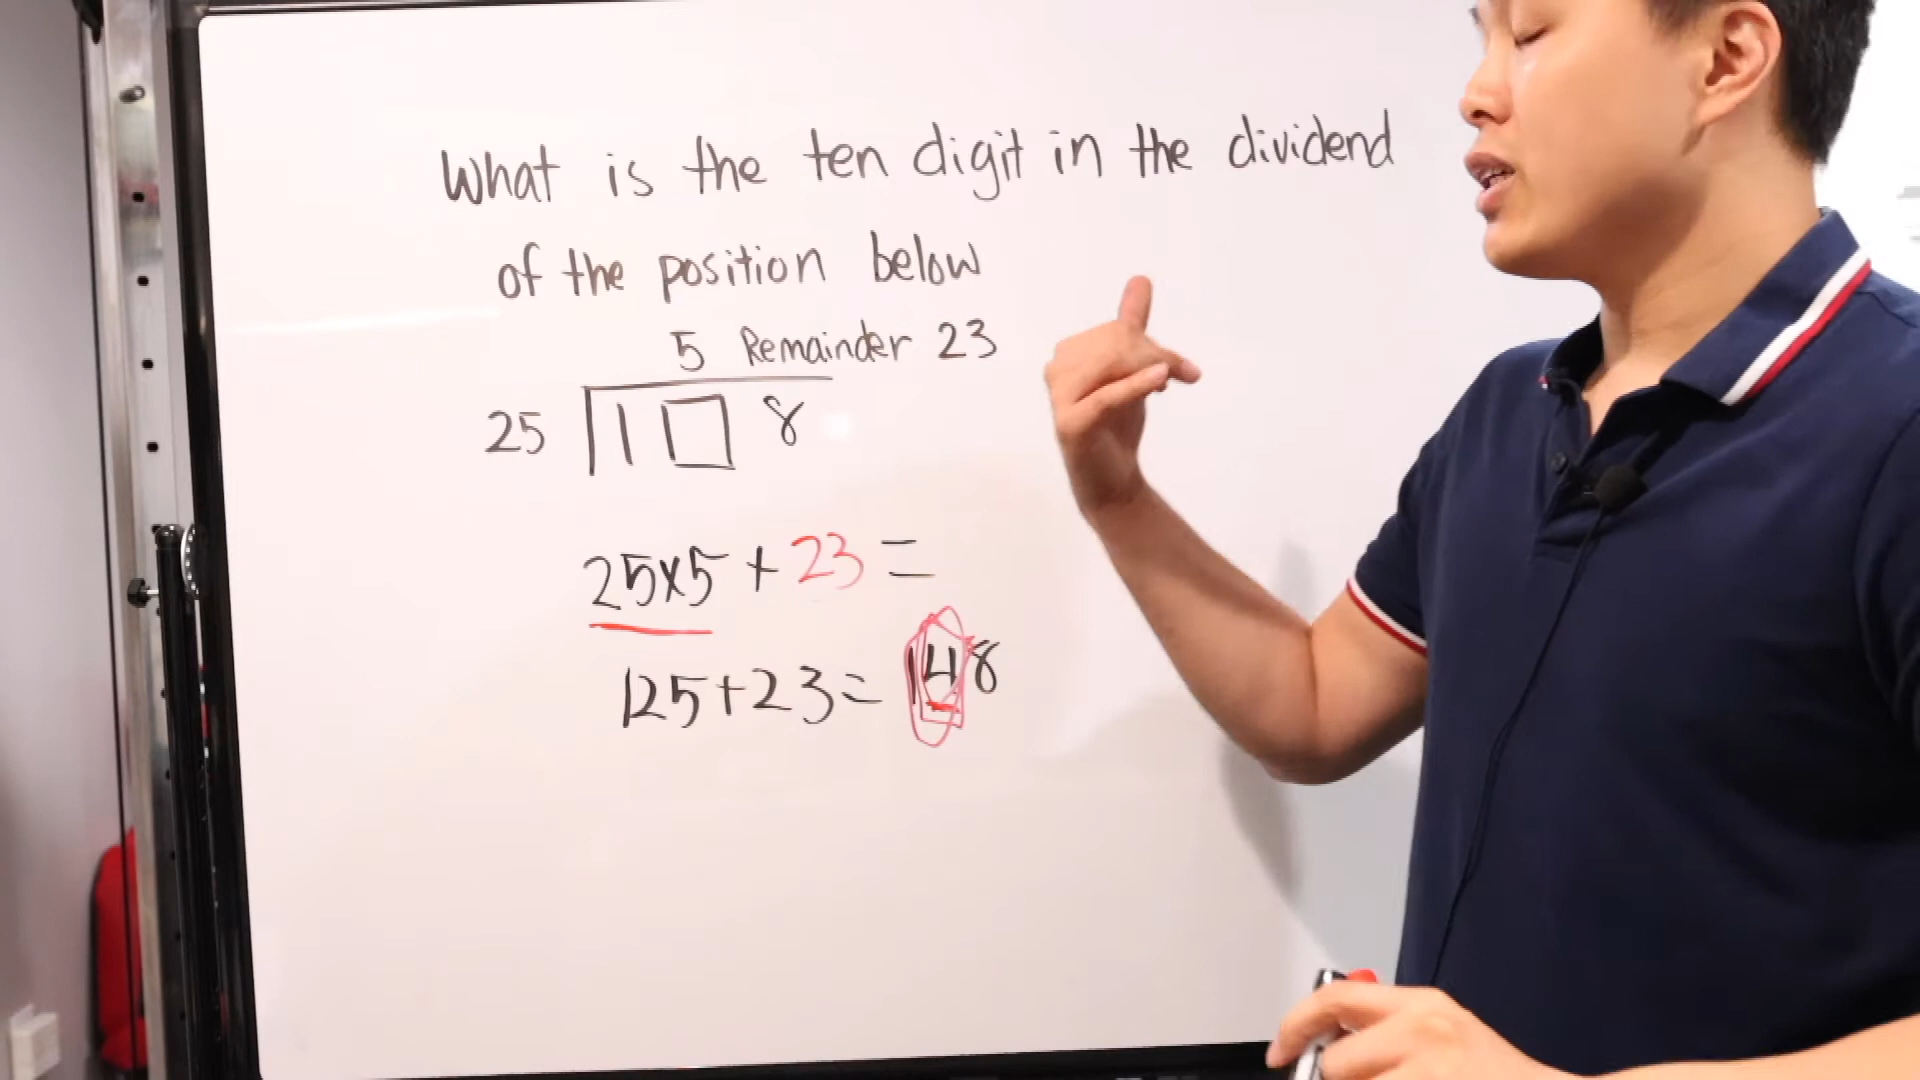 What is the ten digit in the dividend
of the position below
5 Remainder 23
25 1 □ 8
25x5 + 23 =
125+23= 148